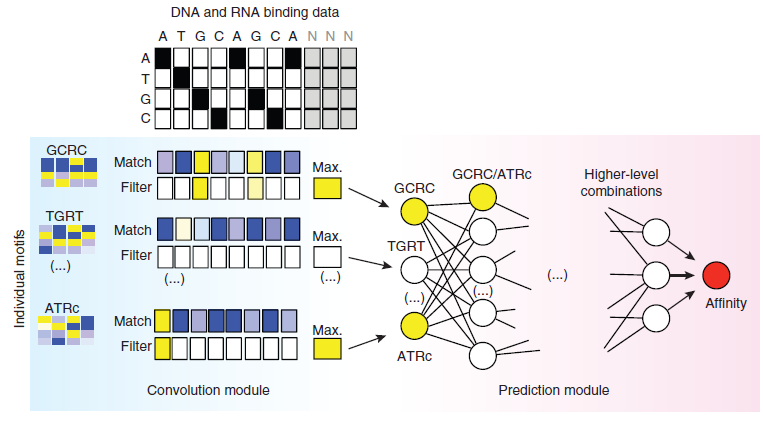 DNA and RNA binding data
A T G C A G C A N N N
A
T
G
C
Individual motifs
GCRC
Match
Filter
Max.
TGRT
Match
Filter
Max.
(...)
(...)
(...)
ATRc
Match
Filter
Max.
Convolution module
GCRC
GCRC/ATRc
Higher-level
combinations
TGRT
(...)
(...)
(...)
Affinity
ATRc
Prediction module